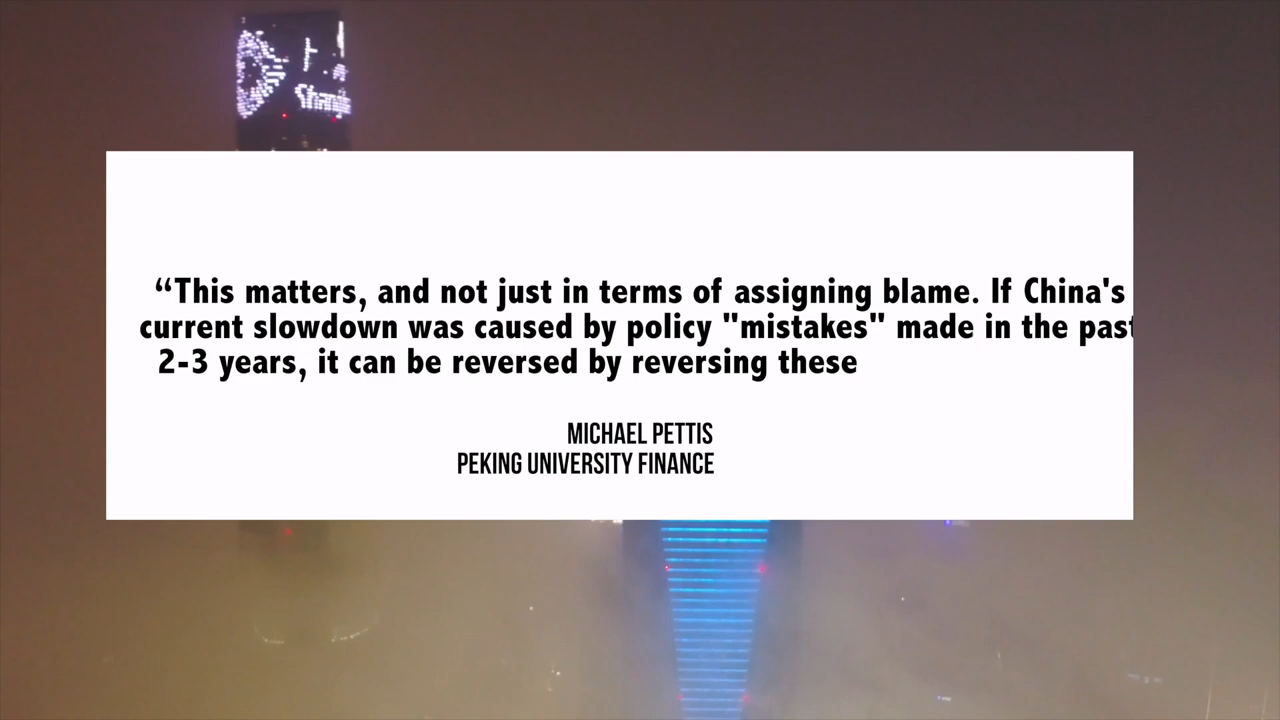 “This matters, and not just in terms of assigning blame. If China's
current slowdown was caused by policy "mistakes" made in the past
2-3 years, it can be reversed by reversing these
MICHAEL PETTIS
PEKING UNIVERSITY FINANCE